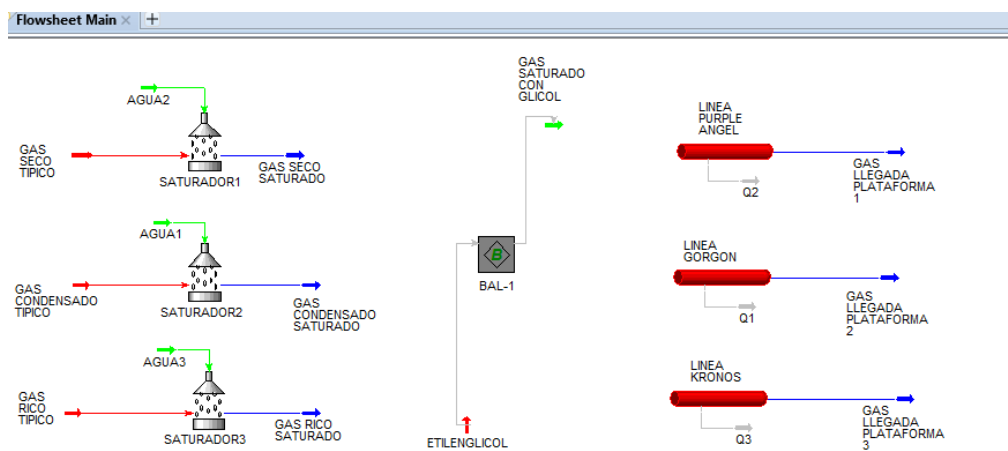 Flowsheet Main
AGUA2
GAS
SECO
TIPICO
SATURADOR1
GAS SECO
SATURADO
AGUA1
GAS
CONDENSADO
TIPICO
SATURADOR2
GAS
CONDENSADO
SATURADO
AGUA3
GAS
RICO
TIPICO
SATURADOR3
GAS RICO
SATURADO
GAS
SATURADO
CON
GLICOL
B
BAL-1
ETILENGLICOL
LINEA
PURPLE
ANGEL
Q2
GAS
LLEGADA
PLATAFORMA
1
LINEA
GORGON
Q1
GAS
LLEGADA
PLATAFORMA
2
LINEA
KRONOS
Q3
GAS
LLEGADA
PLATAFORMA
3